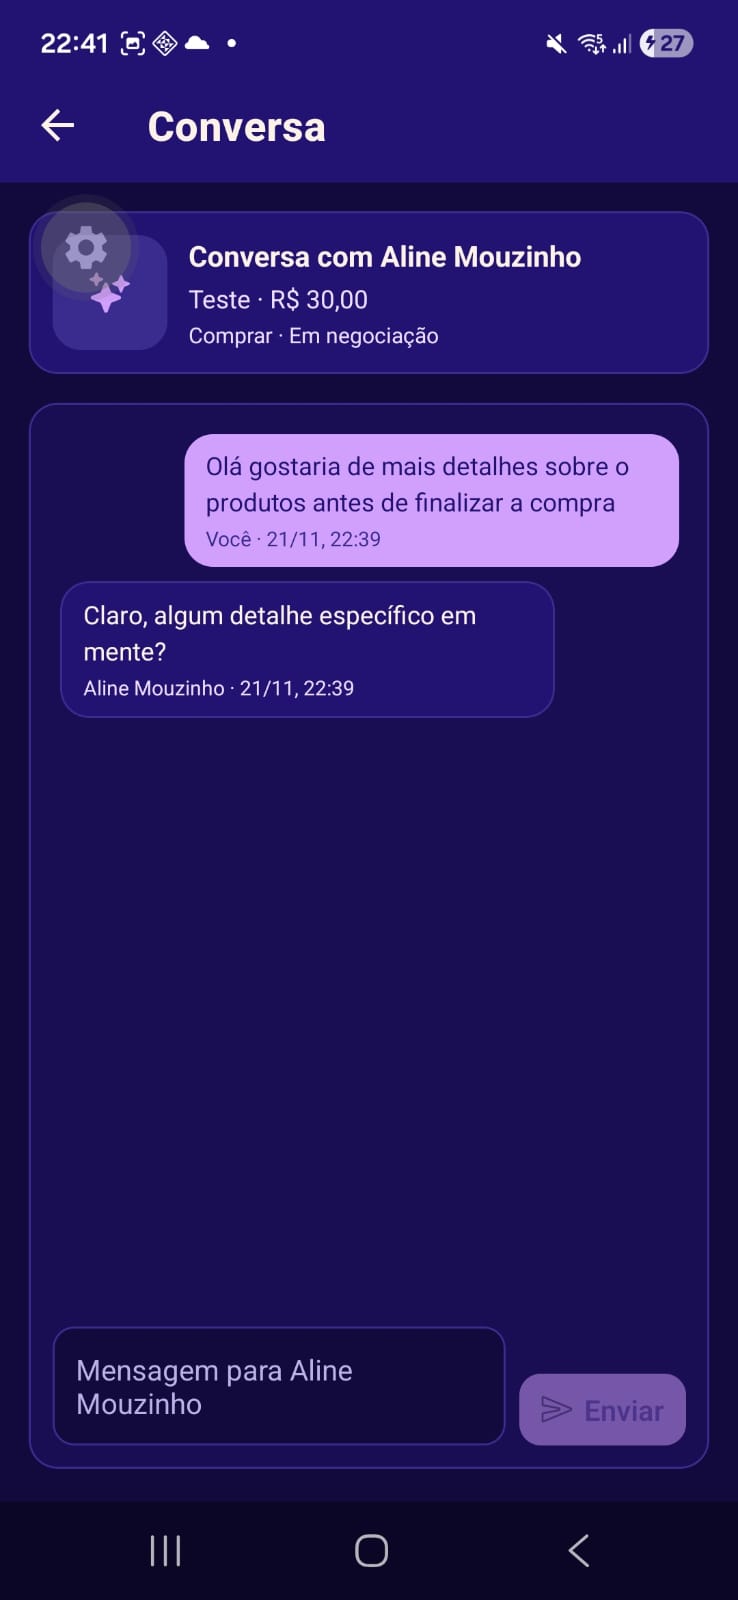 22:41
27
Conversa
Conversa com Aline Mouzinho
Teste · R$ 30,00
Comprar · Em negociação
Olá gostaria de mais detalhes sobre o
produtos antes de finalizar a compra
Você · 21/11, 22:39
Claro, algum detalhe específico em
mente?
Aline Mouzinho · 21/11, 22:39
Mensagem para Aline
Mouzinho
Enviar